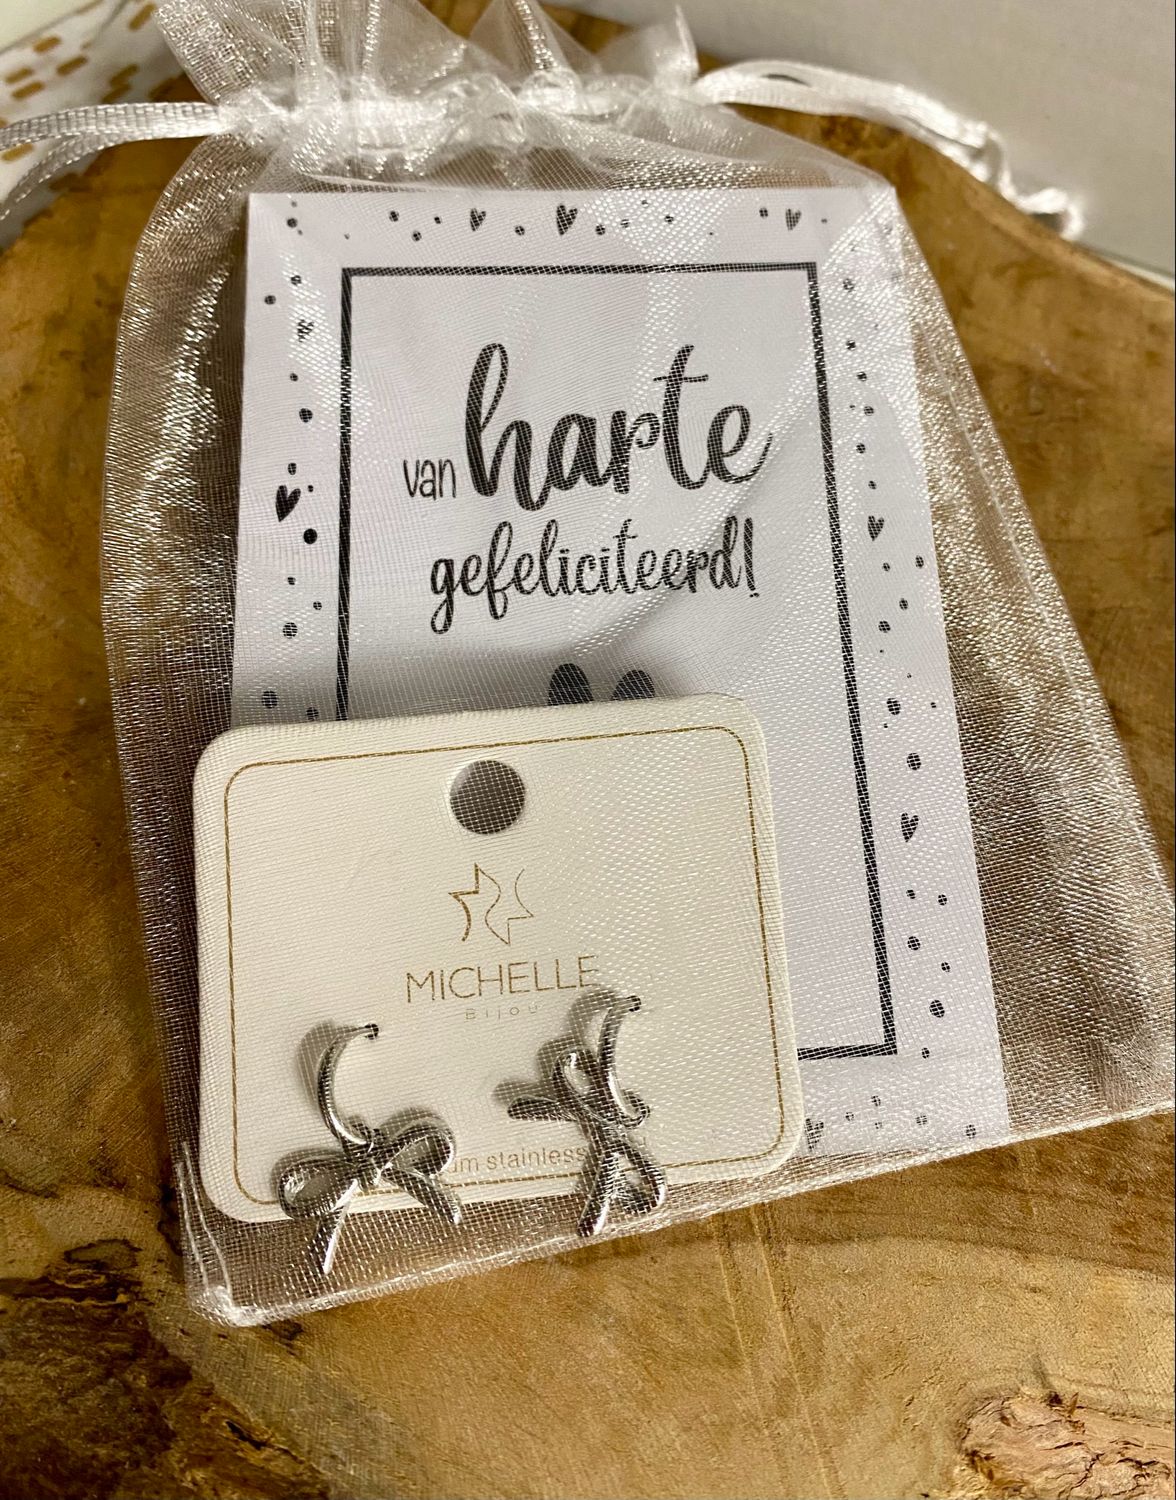 van harte
gefeliciteerd!
MICHELLE
Bijou
stainless